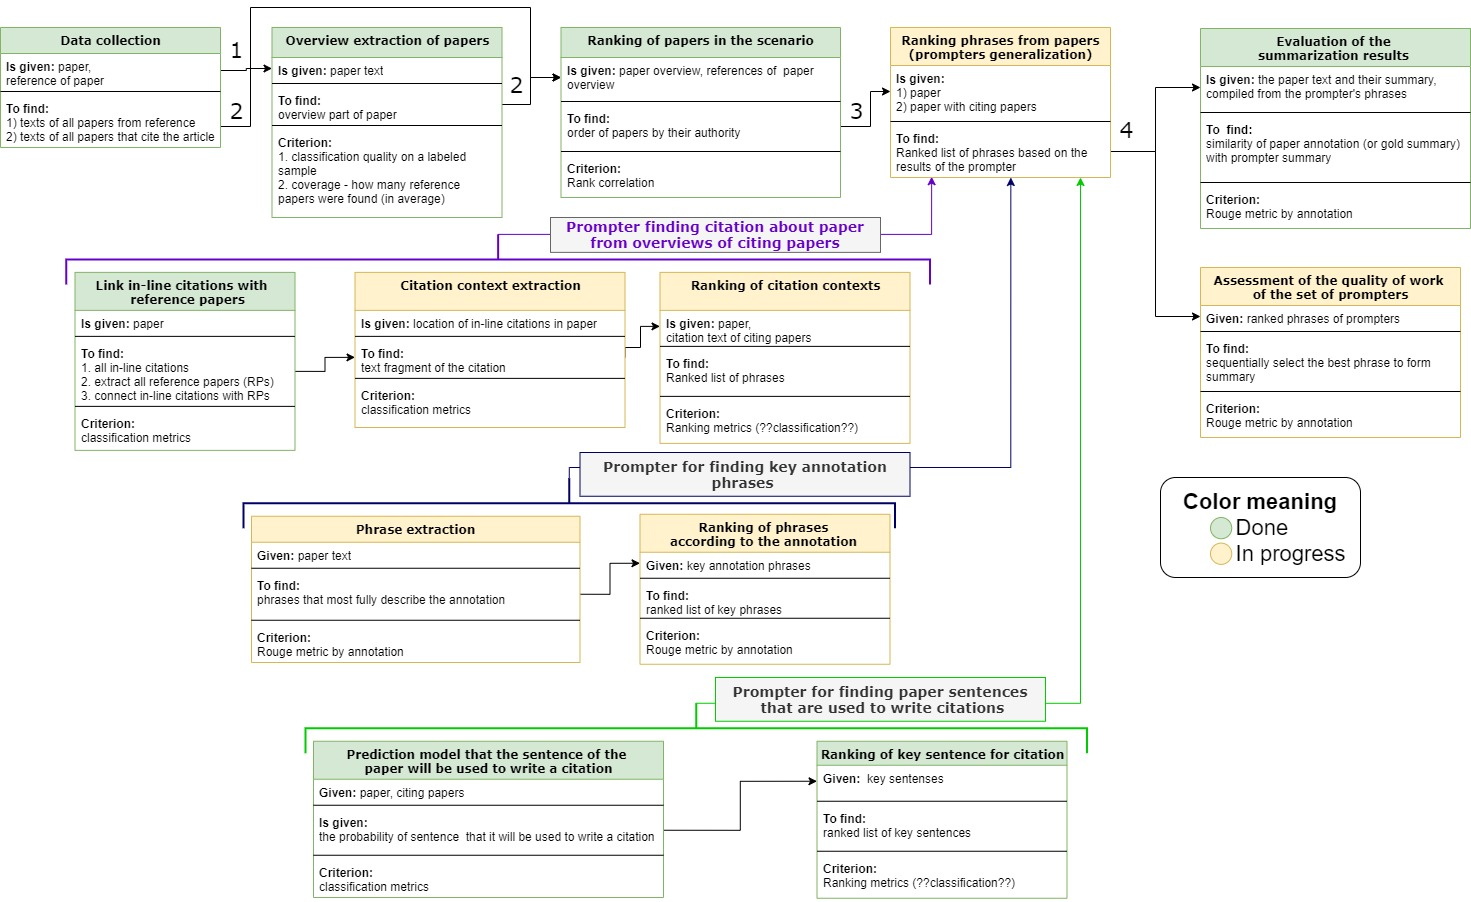 Data collection
Is given: paper,
reference of paper
To find:
1) texts of all papers from reference
2) texts of all papers that cite the article
1
2
Overview extraction of papers
Is given: paper text
To find:
overview part of paper
Criterion:
1. classification quality on a labeled
sample
2. coverage - how many reference
papers were found (in average)
2
Ranking of papers in the scenario
Is given: paper overview, references of  paper
overview
To find:
order of papers by their authority
Criterion:
Rank correlation
3
Ranking phrases from papers
(prompters generalization)
Is given:
1) paper
2) paper with citing papers
To find:
Ranked list of phrases based on the
results of the prompter
4
Evaluation of the
summarization results
Is given: the paper text and their summary,
compiled from the prompter's phrases
To  find:
similarity of paper annotation (or gold summary)
with prompter summary
Criterion:
Rouge metric by annotation
Prompter finding citation about paper
from overviews of citing papers
Link in-line citations with
reference papers
Is given: paper
To find:
1. all in-line citations
2. extract all reference papers (RPs)
3. connect in-line citations with RPs
Criterion:
classification metrics
Citation context extraction
Is given: location of in-line citations in paper
To find:
text fragment of the citation
Criterion:
classification metrics
Ranking of citation contexts
Is given: paper,
citation text of citing papers
To find:
Ranked list of phrases
Criterion:
Ranking metrics (??classification??)
Assessment of the quality of work
of the set of prompters
Given: ranked phrases of prompters
To find:
sequentially select the best phrase to form
summary
Criterion:
Rouge metric by annotation
Prompter for finding key annotation
phrases
Phrase extraction
Given: paper text
To find:
phrases that most fully describe the annotation
Criterion:
Rouge metric by annotation
Ranking of phrases
according to the annotation
Given: key annotation phrases
To find:
ranked list of key phrases
Criterion:
Rouge metric by annotation
Color meaning
Done
In progress
Prompter for finding paper sentences
that are used to write citations
Prediction model that the sentence of the
paper will be used to write a citation
Given: paper, citing papers
Is given:
the probability of sentence  that it will be used to write a citation
Criterion:
classification metrics
Ranking of key sentence for citation
Given:  key sentenses
To find:
ranked list of key sentences
Criterion:
Ranking metrics (??classification??)